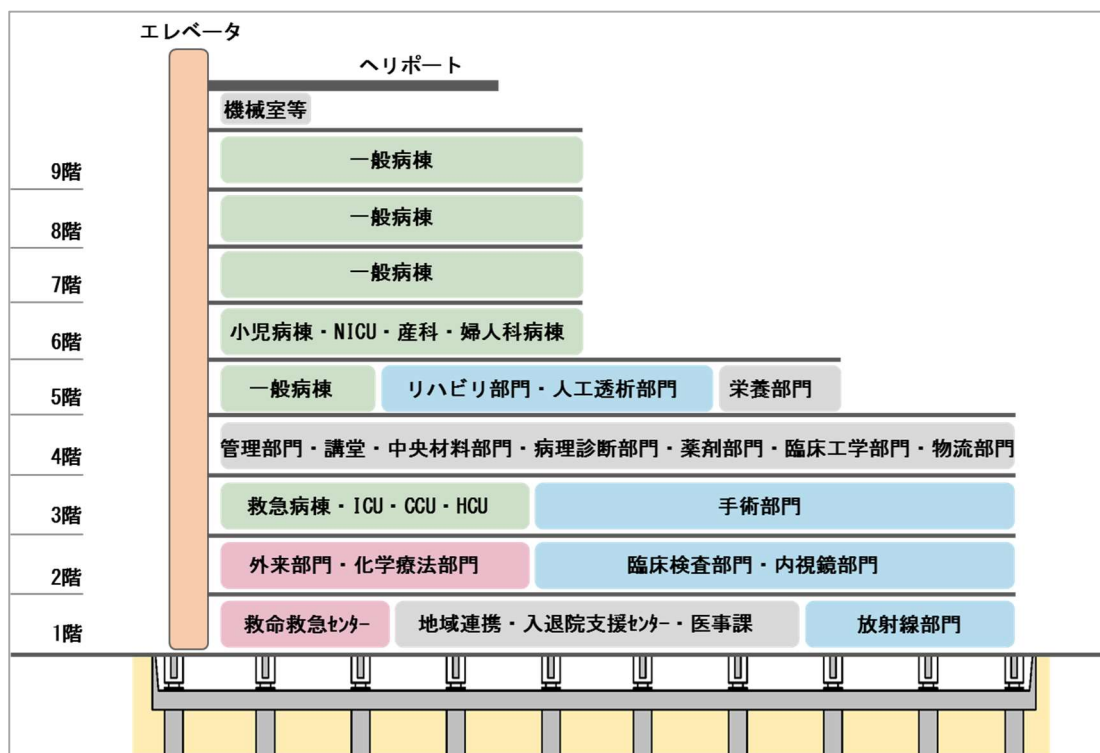 エレベータ
ヘリポート
機械室等
9階
一般病棟
8階
一般病棟
7階
一般病棟
6階
小児病棟・NICU・産科・婦人科病棟
5階
一般病棟
リハビリ部門・人工透析部門
栄養部門
4階
管理部門・講堂・中央材料部門・病理診断部門・薬剤部門・臨床工学部門・物流部門
3階
救急病棟・ICU・CCU・HCU
手術部門
2階
外来部門・化学療法部門
臨床検査部門・内視鏡部門
1階
救命救急センター
地域連携・入退院支援センター・医事課
放射線部門